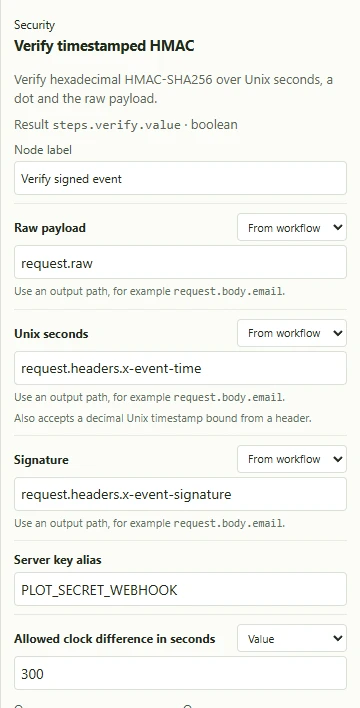 Security
Verify timestamped HMAC
Verify hexadecimal HMAC-SHA256 over Unix seconds, a
dot and the raw payload.
Result steps.verify.value · boolean
Node label
Verify signed event
Raw payload
From workflow
request.raw
Use an output path, for example request.body.email.
Unix seconds
From workflow
request.headers.x-event-time
Use an output path, for example request.body.email.
Also accepts a decimal Unix timestamp bound from a header.
Signature
From workflow
request.headers.x-event-signature
Use an output path, for example request.body.email.
Server key alias
PLOT_SECRET_WEBHOOK
Allowed clock difference in seconds
Value
300